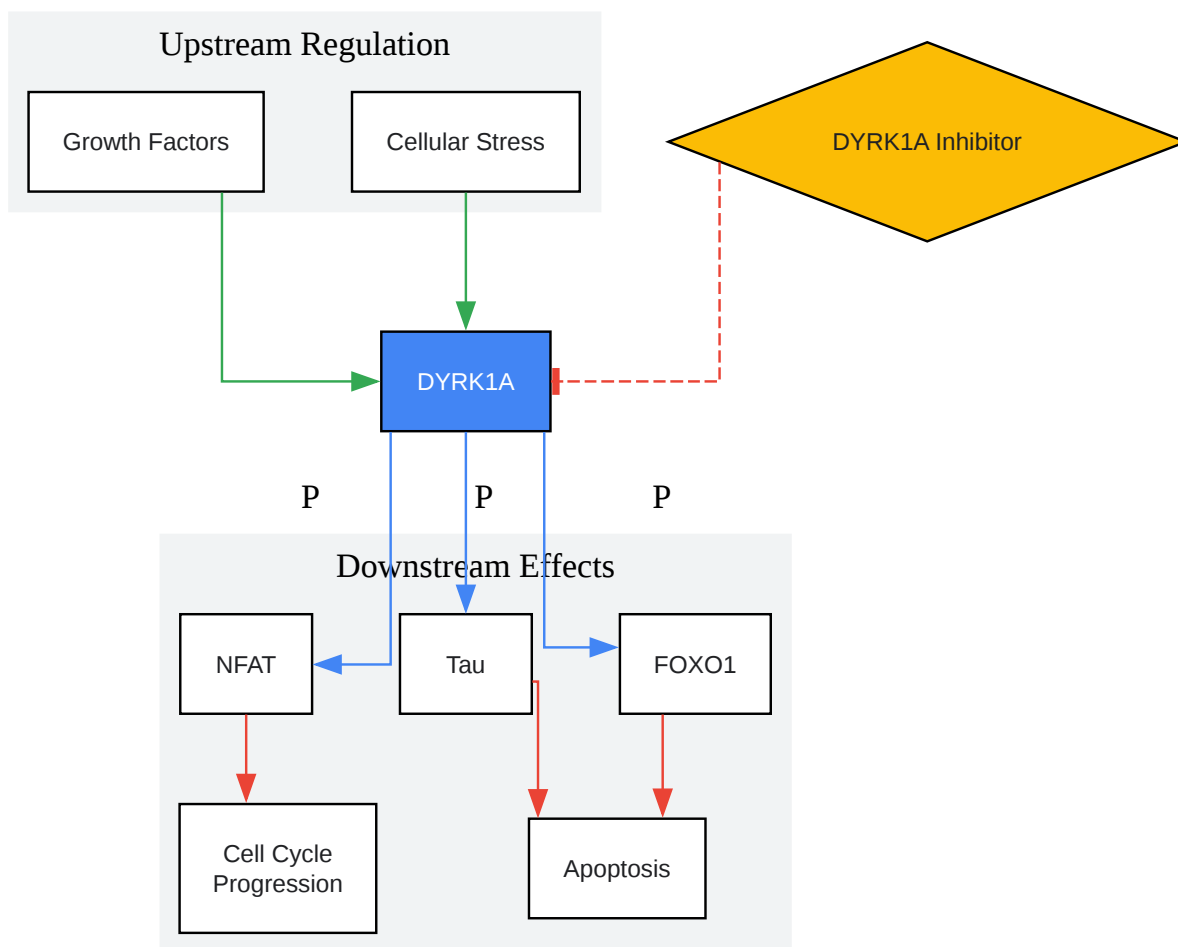 Upstream Regulation
Growth Factors
Cellular Stress
DYRK1A Inhibitor
DYRK1A
P
P
P
Downstream Effects
NFAT
Tau
FOXO1
Cell Cycle
Progression
Apoptosis